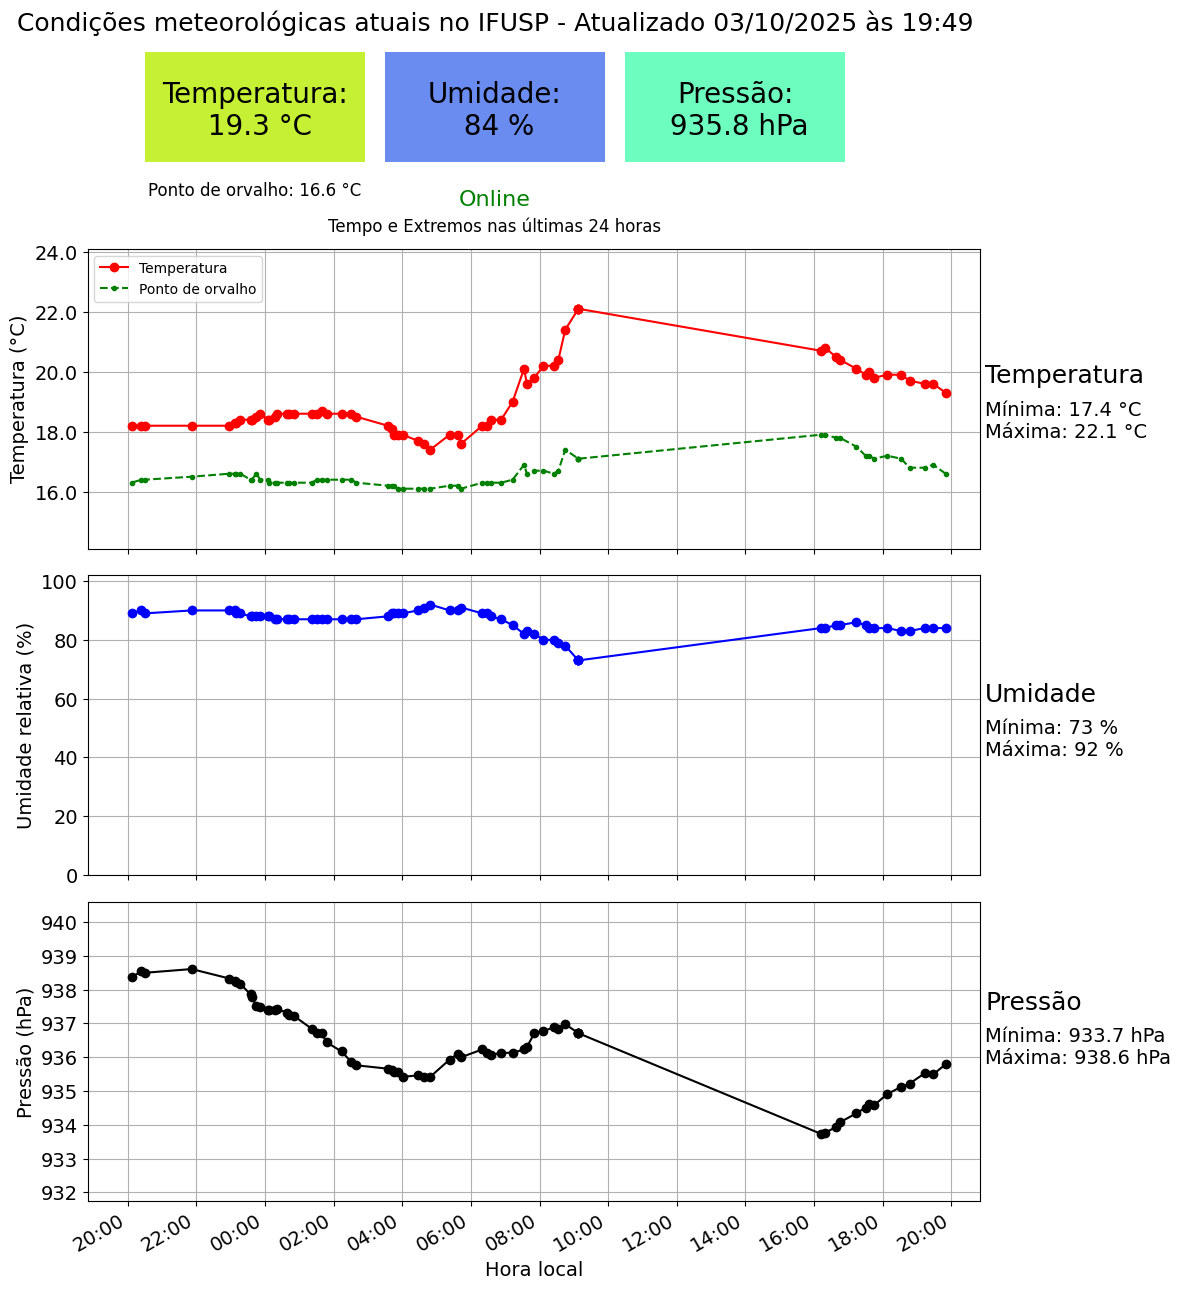 Condições meteorológicas atuais no IFUSP - Atualizado 03/10/2025 às 19:49
Temperatura:
19.3 °C
Umidade:
84 %
Pressão:
935.8 hPa
Ponto de orvalho: 16.6 °C
Online
Tempo e Extremos nas últimas 24 horas
Temperatura (°C)
24.0
22.0
20.0
18.0
16.0
Temperatura
Ponto de orvalho
Temperatura
Mínima: 17.4 °C
Máxima: 22.1 °C
Umidade relativa (%)
100
80
60
40
20
0
Umidade
Mínima: 73 %
Máxima: 92 %
Pressão (hPa)
940
939
938
937
936
935
934
933
932
Pressão
Mínima: 933.7 hPa
Máxima: 938.6 hPa
20:00 22:00 00:00 02:00 04:00 06:00 08:00 10:00 12:00 14:00 16:00 18:00 20:00
Hora local